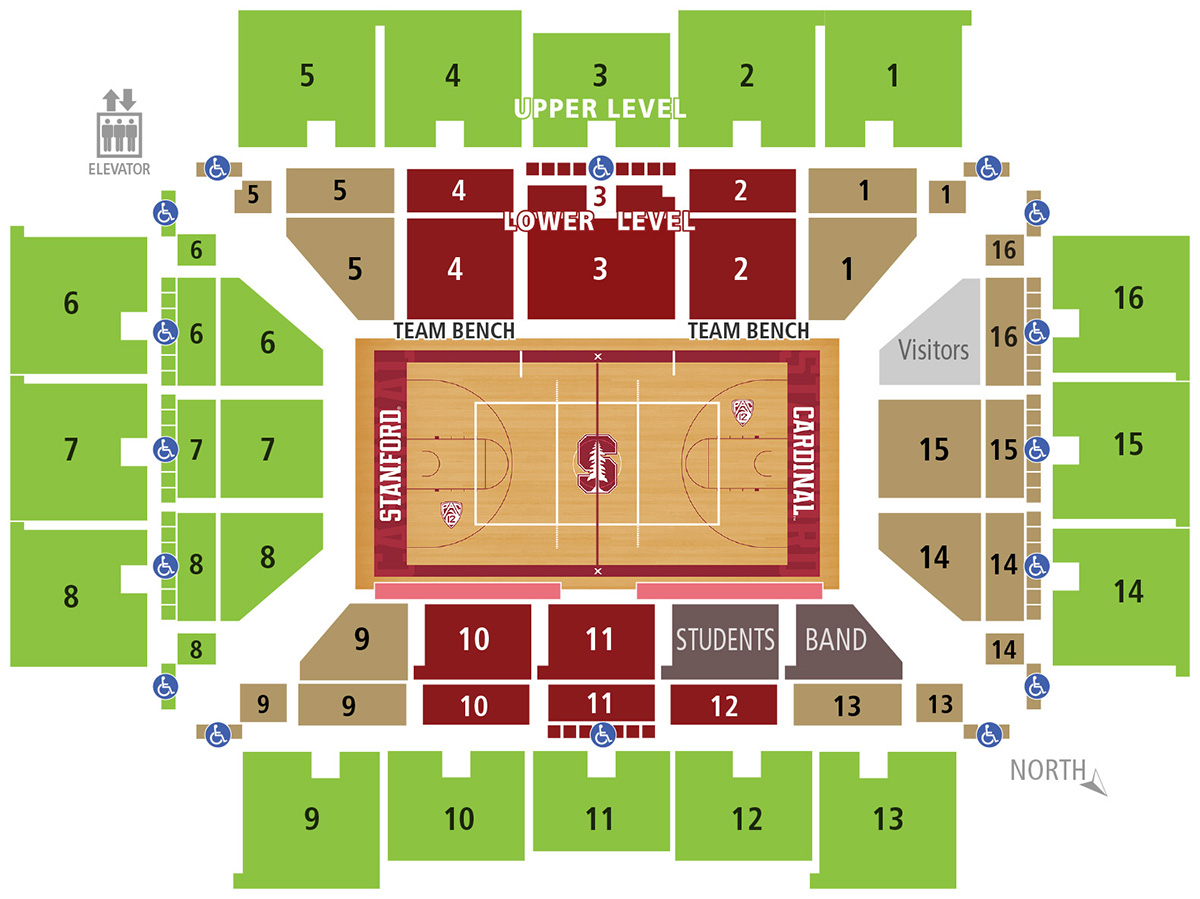 5 4 3 2 1
UPPER LEVEL
ELEVATOR
5 5 4 3 2 1 1
LOWER LEVEL
6 16
5 4 3 2 1
6 16
6 6 Visitors 16
TEAM BENCH TEAM BENCH
7 7 7 15 15 15
STANFORD CARDINAL
12
12
8 8 8 14 14 14
9 10 11 STUDENTS BAND
8 14
9 9 10 11 12 13 13
NORTH
9 10 11 12 13